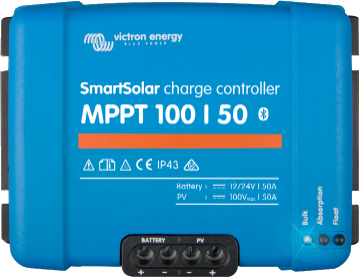 victron energy
BLUE POWER
SmartSolar charge controller
MPPT 100 | 50
CE IP43
Battery : 12/24V | 50A
PV : 100Vmax | 50A
Bulk
Absorption
Float
BATTERY PV
+ - - +